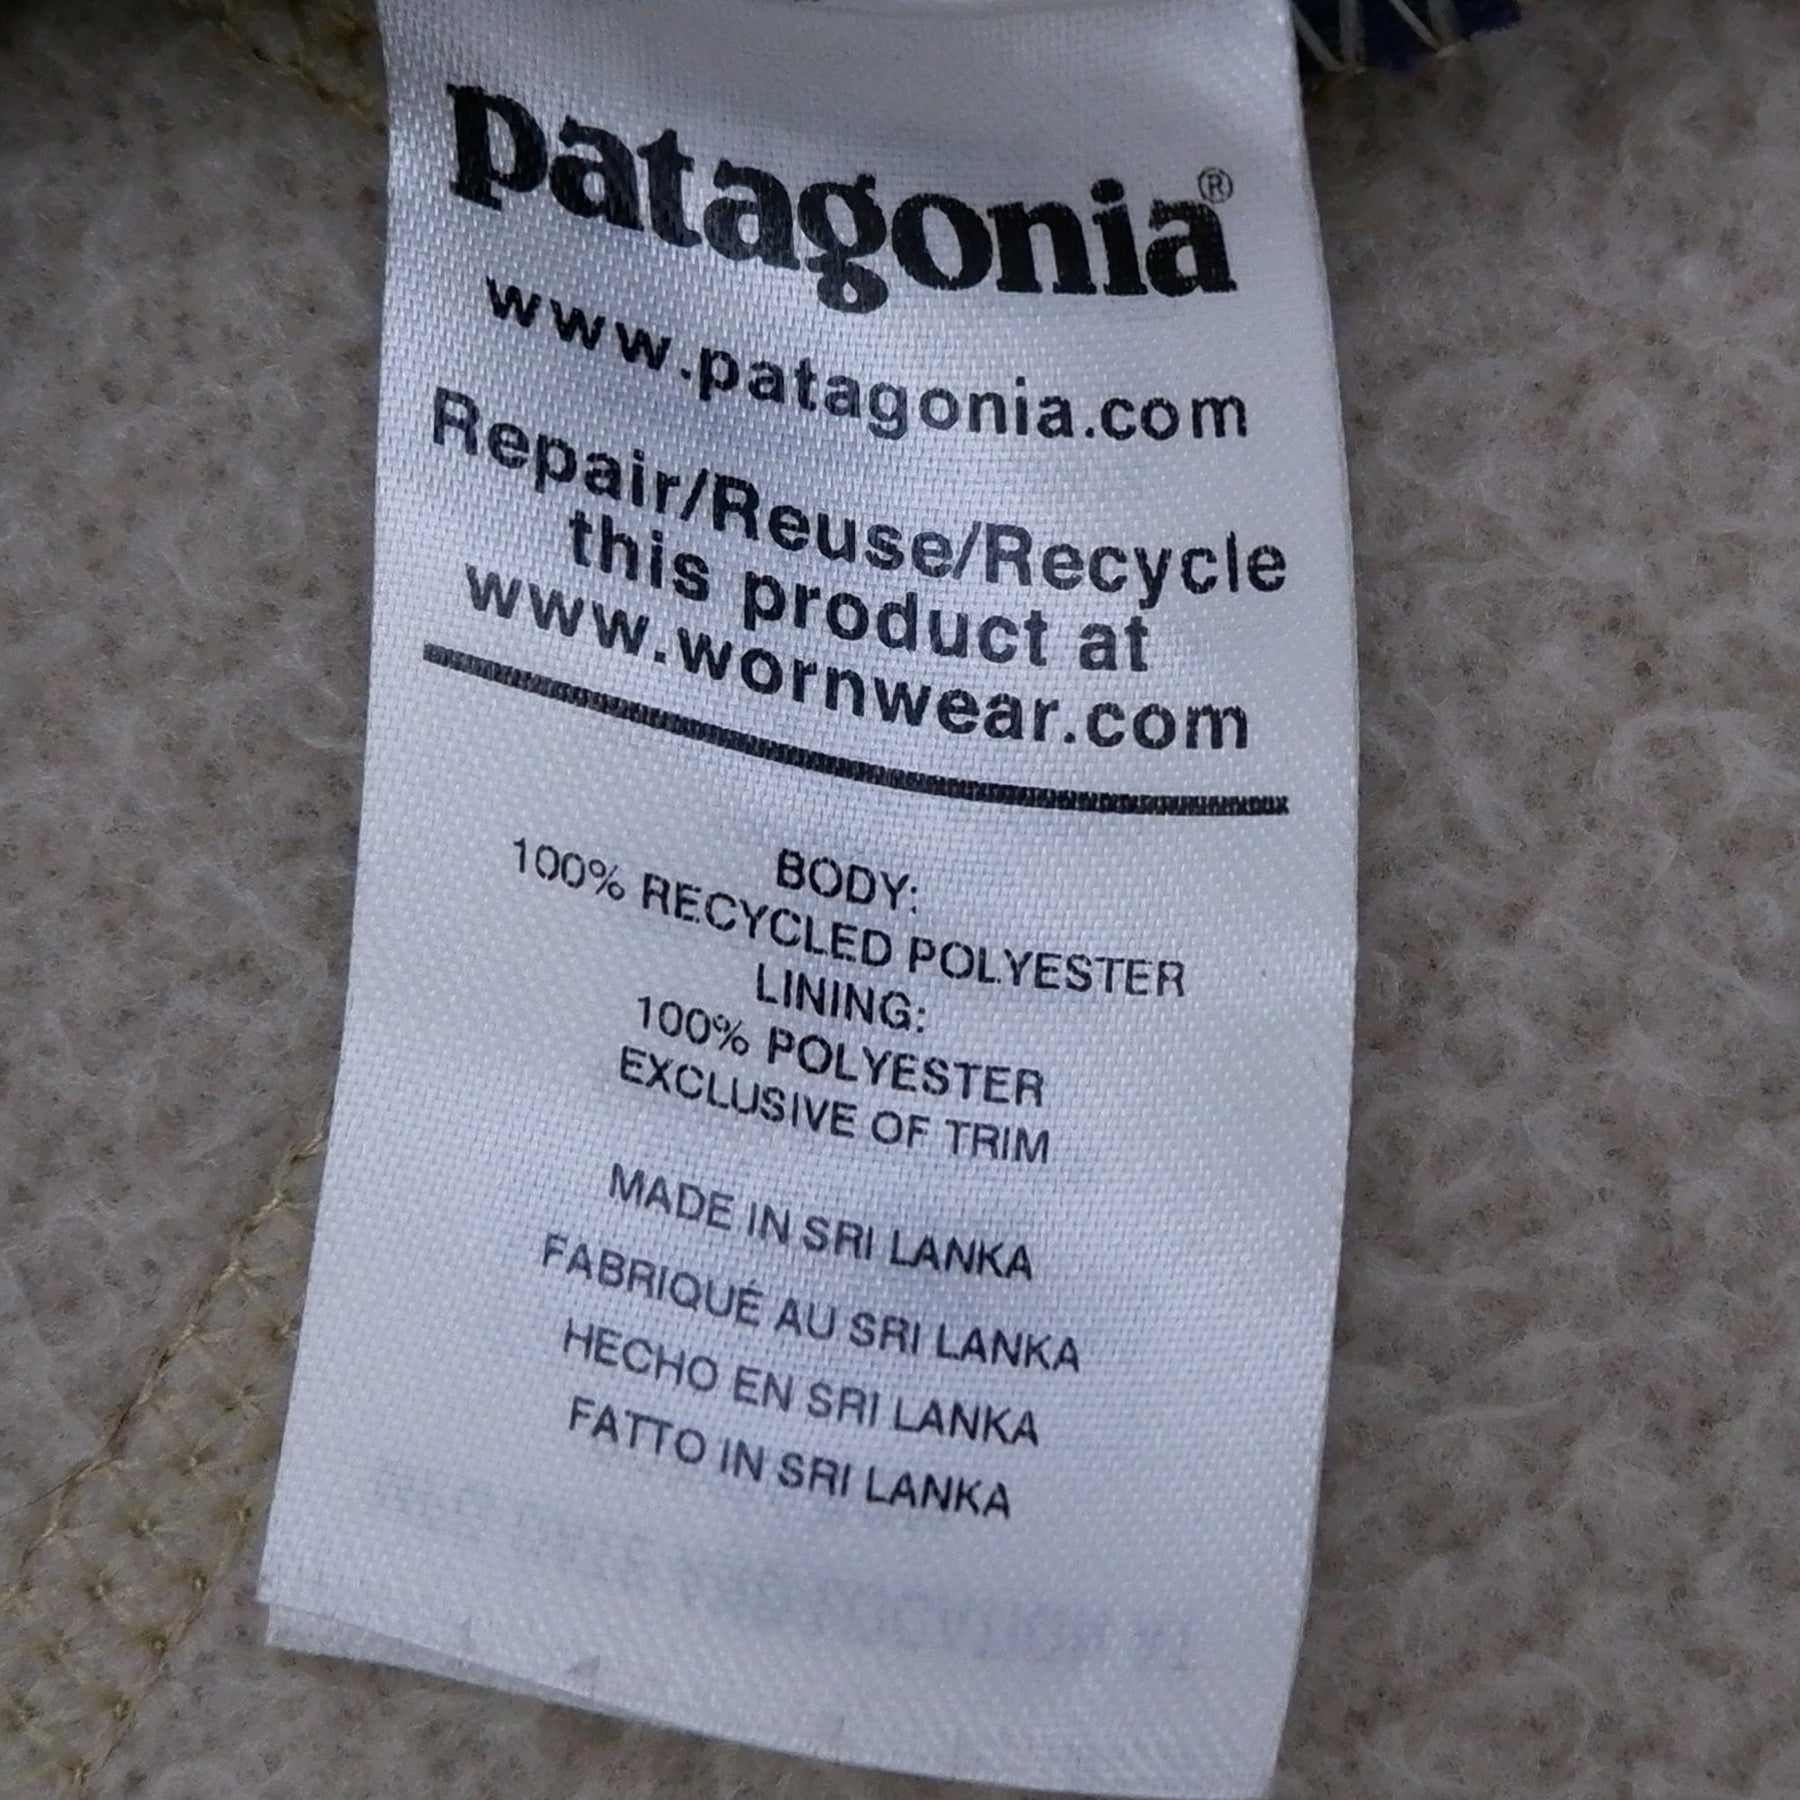 patagonia®
www.patagonia.com
Repair/Reuse/Recycle
this product at
www.wornwear.com
BODY:
100% RECYCLED POLYESTER
LINING:
100% POLYESTER
EXCLUSIVE OF TRIM
MADE IN SRI LANKA
FABRIQUÉ AU SRI LANKA
HECHO EN SRI LANKA
FATTO IN SRI LANKA